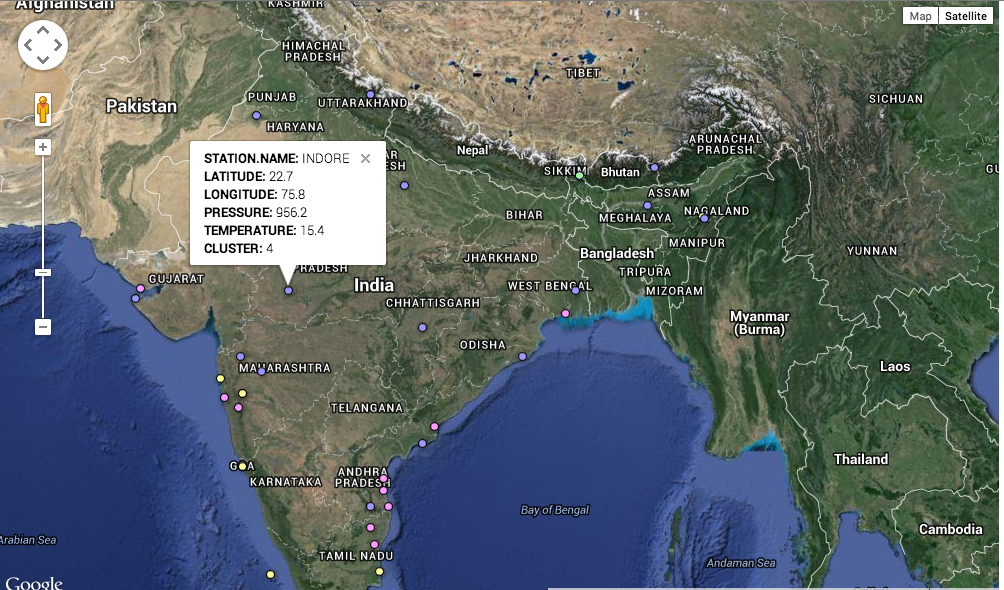 Afghanistan
KASHMIR
Map
Satellite
HIMACHAL
PRADESH
TIBET
Pakistan
PUNJAB
UTTARAKHAND
SICHUAN
HARYANA
ARUNACHAL
PRADESH
Nepal
STATION.NAME: INDORE
LATITUDE: 22.7
LONGITUDE: 75.8
PRESSURE: 956.2
TEMPERATURE: 15.4
CLUSTER: 4
AR
ESH
SIKKIM
Bhutan
GU
ASSAM
BIHAR
MEGHALAYA
NAGALAND
MANIPUR
YUNNAN
Bangladesh
JHARKHAND
PRADESH
TRIPURA
GUJARAT
India
WEST BENGAL
MIZORAM
CHHATTISGARH
Myanmar
(Burma)
ODISHA
Laos
MAHARASHTRA
TELANGANA
Thailand
GOA
KARNATAKA
ANDHRA
PRADESH
Bay of Bengal
Cambodia
Arabian Sea
TAMIL NADU
Andaman Sea
Google